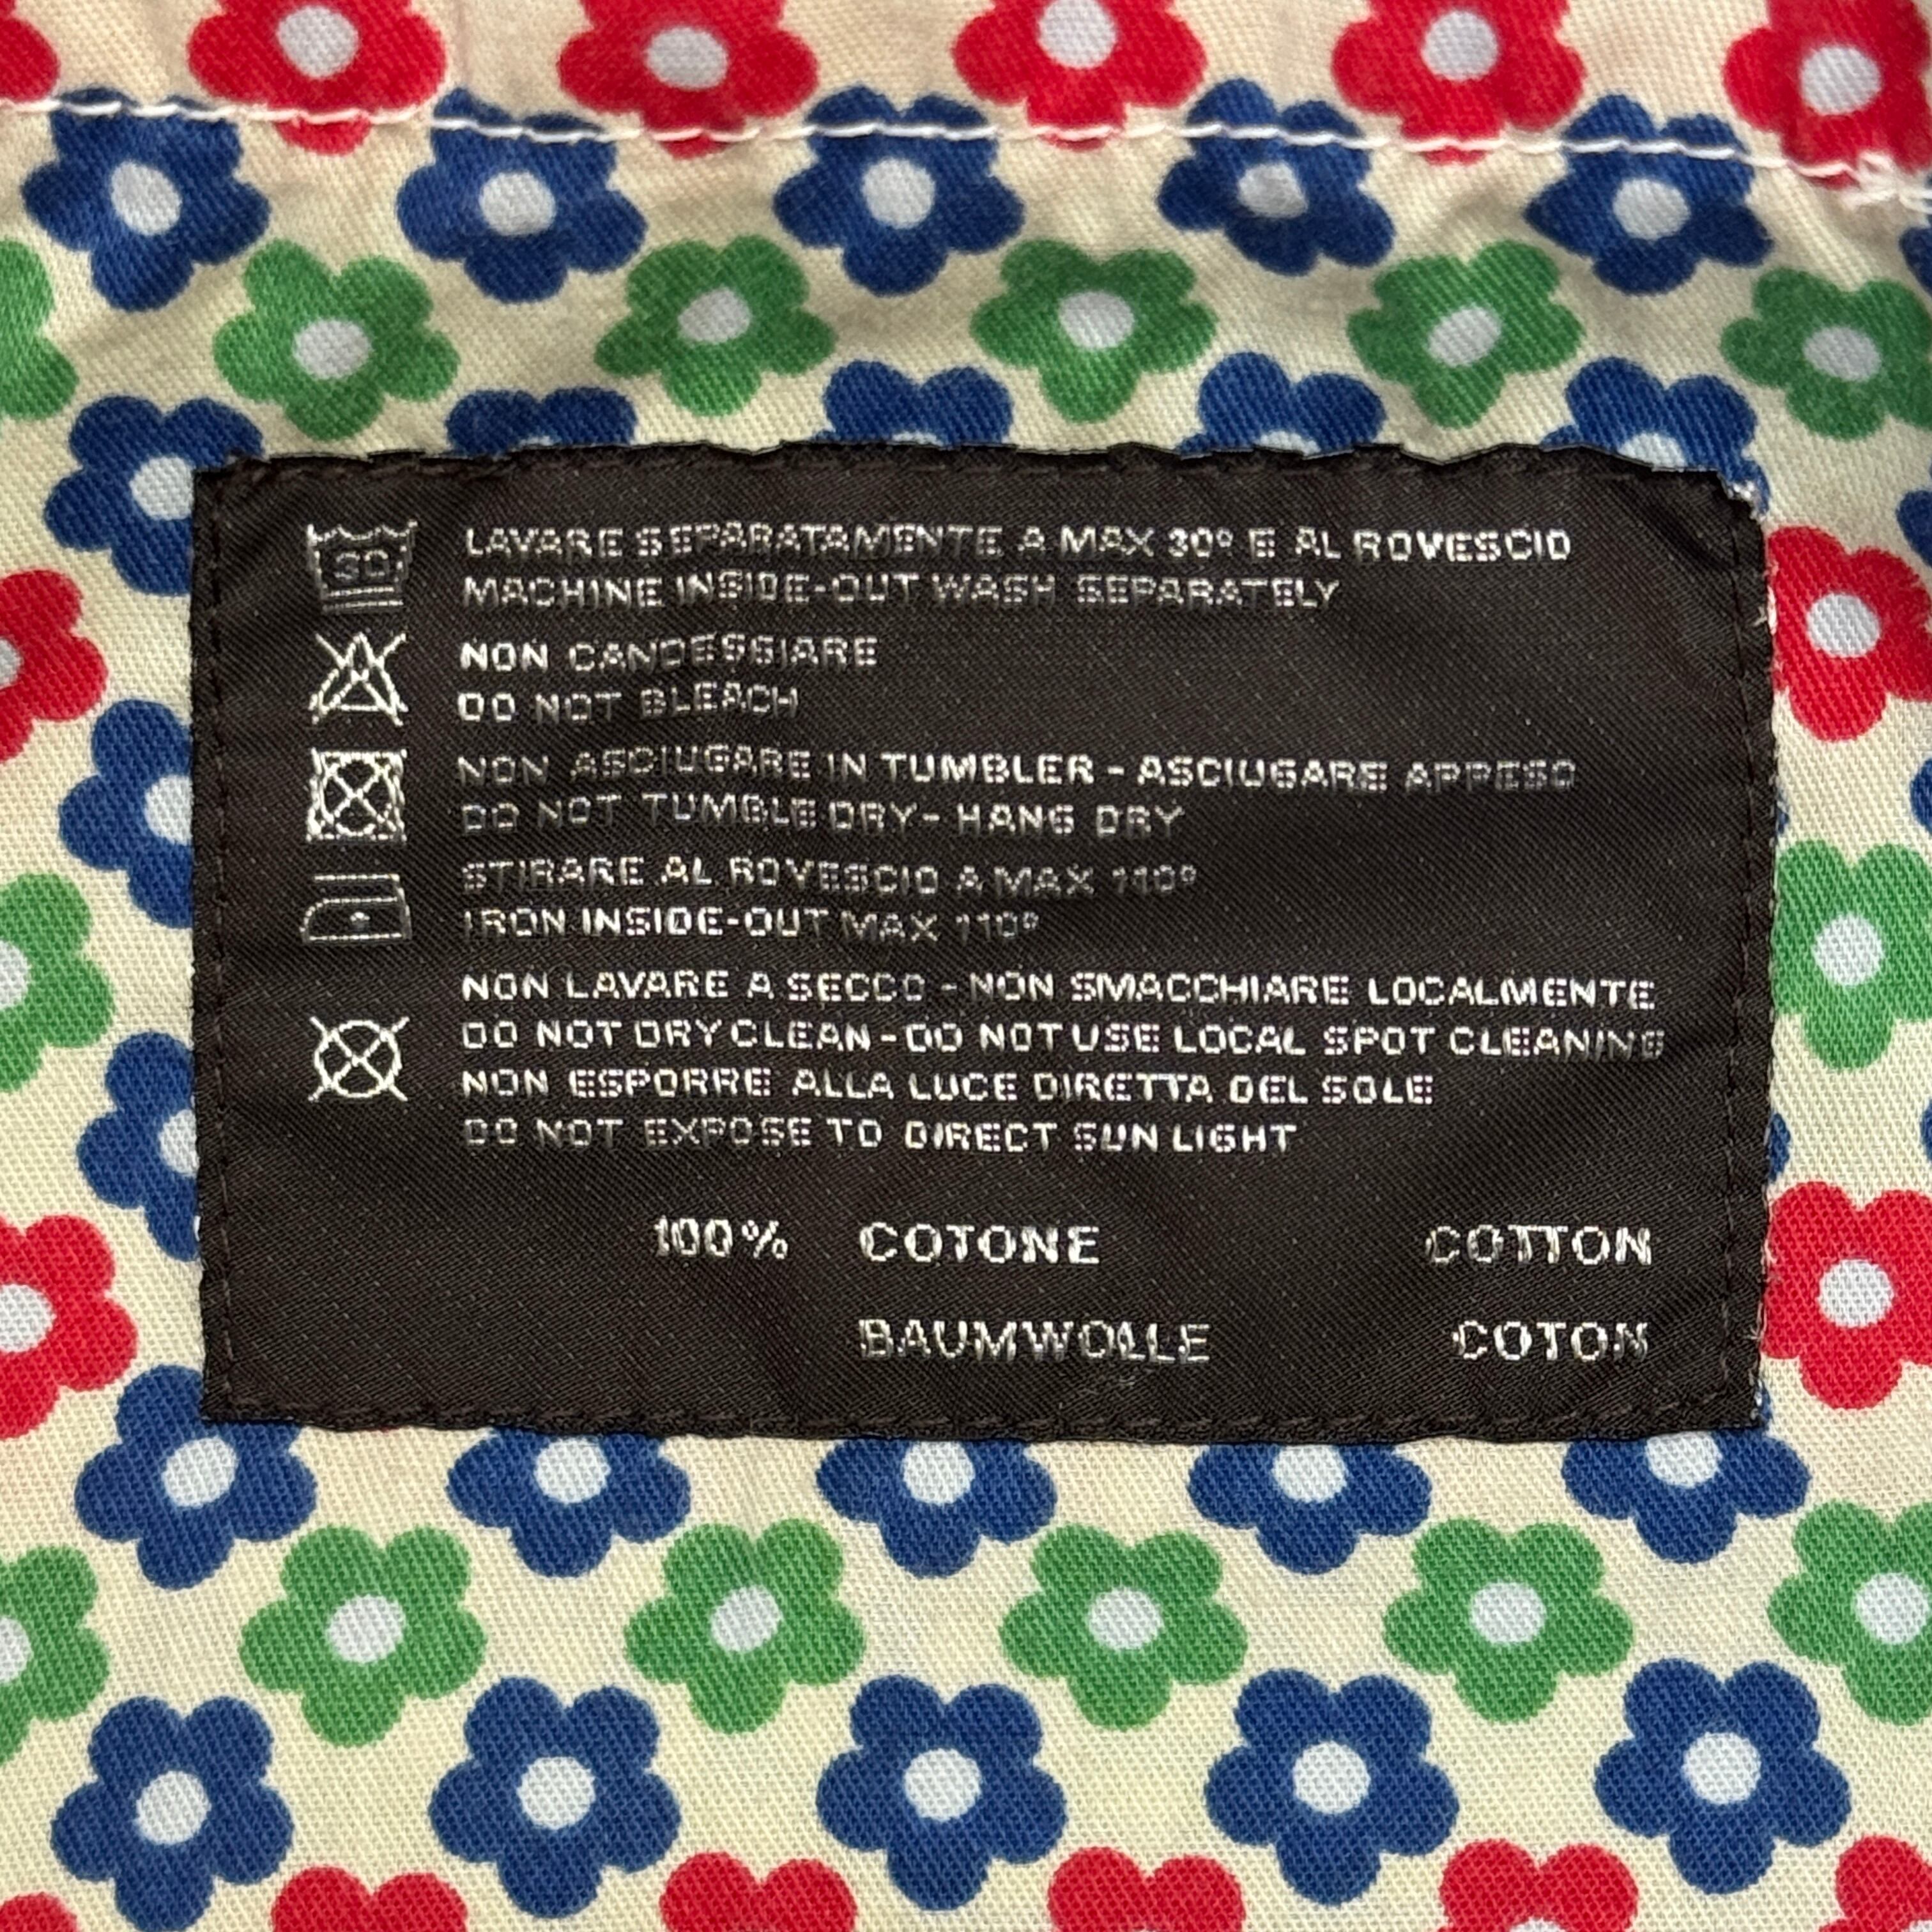 30
LAVARE SEPARATAMENTE A MAX 30° E AL ROVESCIO
MACHINE INSIDE-OUT WASH SEPARATELY
NON CANDESSIARE
DO NOT BLEACH
NON ASCIUGARE IN TUMBLER - ASCIUGARE APPESO
DO NOT TUMBLE DRY - HANG DRY
STIRARE AL ROVESCIO A MAX 110°
IRON INSIDE-OUT MAX 110°
NON LAVARE A SECCO - NON SMACCHIARE LOCALMENTE
DO NOT DRY CLEAN - DO NOT USE LOCAL SPOT CLEANING
NON ESPORRE ALLA LUCE DIRETTA DEL SOLE
DO NOT EXPOSE TO DIRECT SUN LIGHT
100% COTONE COTTON
BAUMWOLLE COTON